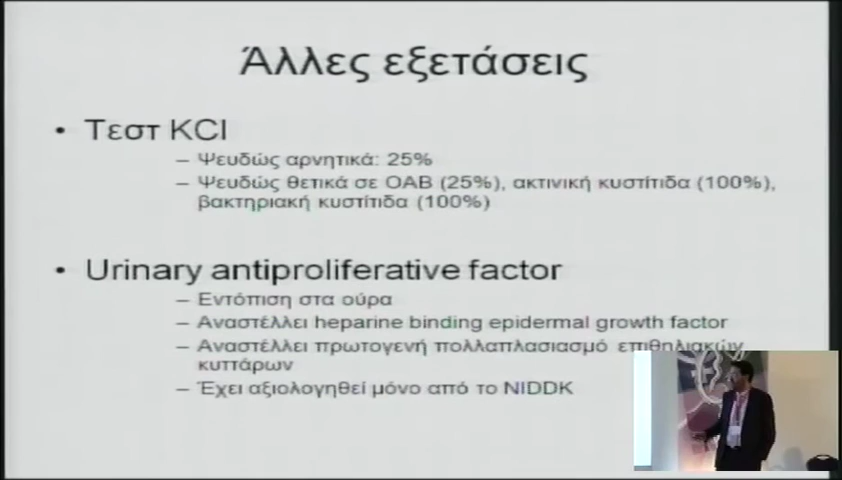 Άλλες εξετάσεις
• Τεστ KCl
– Ψευδώς αρνητικά: 25%
– Ψευδώς θετικά σε OAB (25%), ακτινική κυστίτιδα (100%),
βακτηριακή κυστίτιδα (100%)
• Urinary antiproliferative factor
– Εντόπιση στα ούρα
– Αναστέλλει heparine binding epidermal growth factor
– Αναστέλλει πρωτογενή πολλαπλασιασμό επιθηλιακών
κυττάρων
– Έχει αξιολογηθεί μόνο από το NIDDK